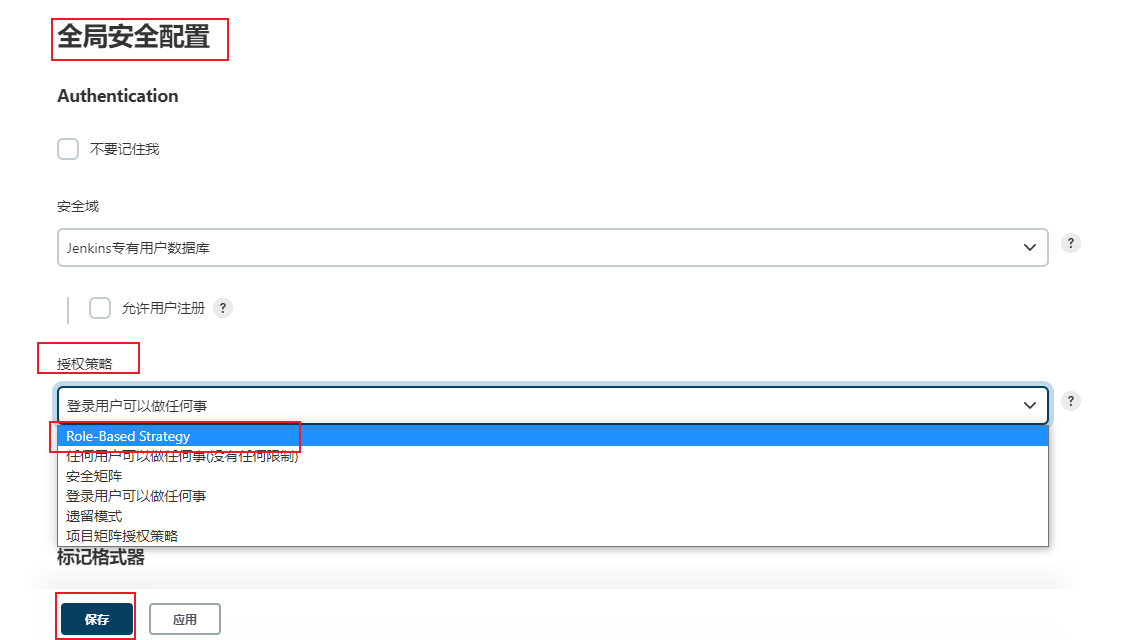 全局安全配置
Authentication
不要记住我
安全域
Jenkins专有用户数据库
?
允许用户注册 ?
授权策略
登录用户可以做任何事
?
Role-Based Strategy
任何用户可以做任何事(没有任何限制)
安全矩阵
登录用户可以做任何事
遗留模式
项目矩阵授权策略
标记格式器
保存 应用